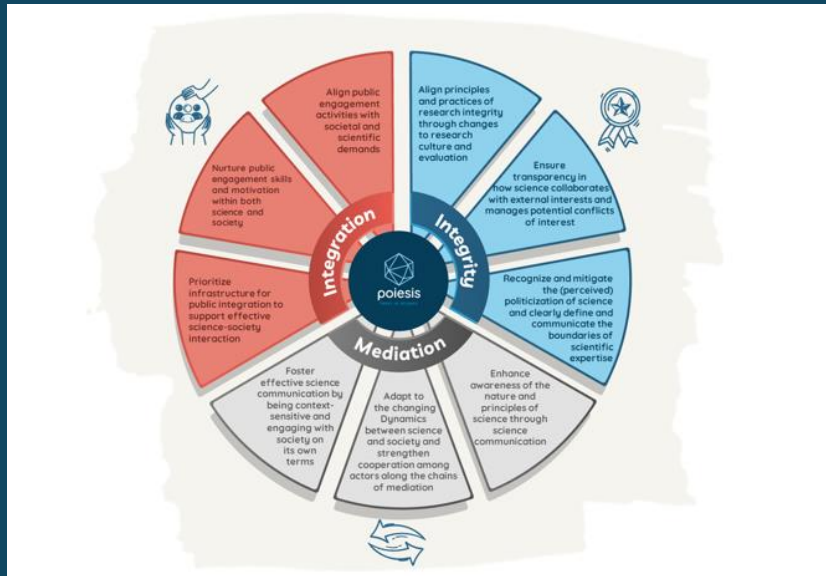 Align public
engagement
activities with
societal and
scientific
demands
Align principles
and practices of
research integrity
through changes
to research
culture and
evaluation
Nurture public
engagement skills
and motivation
within both
science and
society
Ensure
transparency in
how science collaborates
with external interests and
manages potential conflicts
of interest
Prioritize
infrastructure for
public integration to
support effective
science-society
interaction
Recognize and mitigate
the (perceived)
politicization of science
and clearly define and
communicate the
boundaries of
scientific
expertise
Integration
Integrity
poiesis
Mediation
Foster
effective science
communication by
being context-
sensitive and
engaging with
society on
its own
terms
Adapt to
the changing
Dynamics
between science
and society and
strengthen
cooperation among
actors along the chains
of mediation
Enhance
awareness of the
nature and
principles of
science through
science
communication